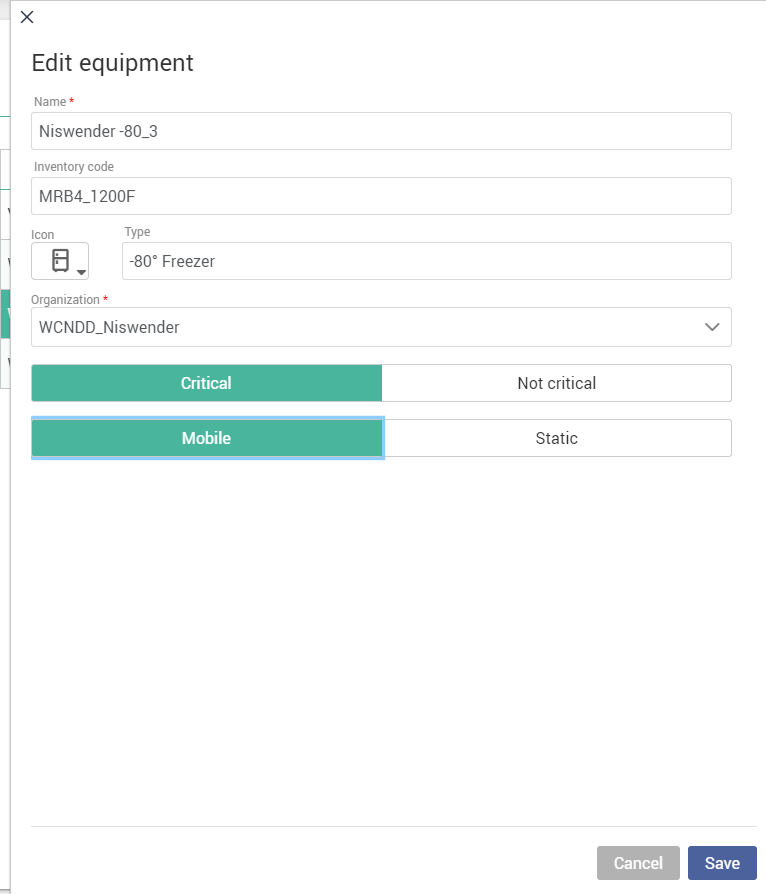 Edit equipment
Name *
Niswender -80_3
Inventory code
MRB4_1200F
Icon
Type
-80° Freezer
Organization *
WCNDD_Niswender
Critical
Not critical
Mobile
Static
Cancel
Save